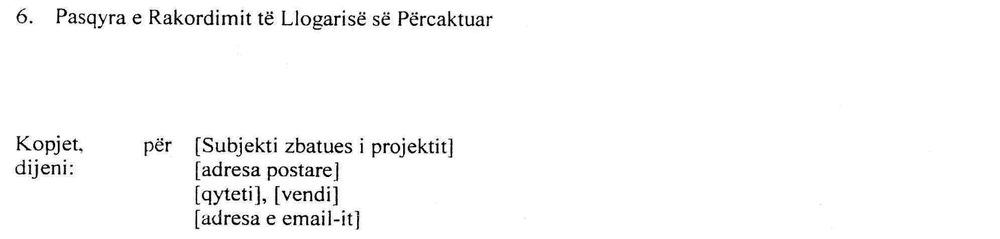 6. Pasqyra e Rakordimit të Llogarisë së Përcaktuar
Kopjet, për [Subjekti zbatues i projektit]
dijeni: [adresa postare]
[qyteti], [vendi]
[adresa e email-it]